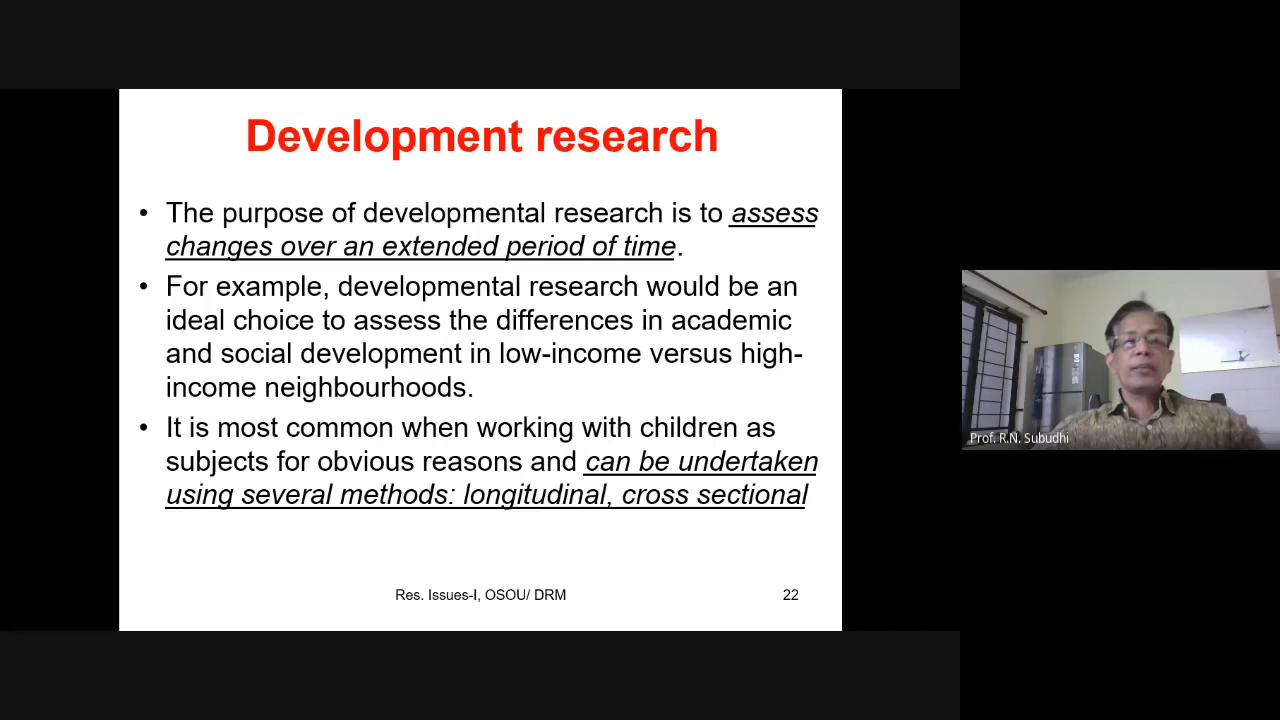 Development research
• The purpose of developmental research is to assess
changes over an extended period of time.
• For example, developmental research would be an
ideal choice to assess the differences in academic
and social development in low-income versus high-
income neighbourhoods.
• It is most common when working with children as
subjects for obvious reasons and can be undertaken
using several methods: longitudinal, cross sectional
Res. Issues-I, OSOU/ DRM
22
Prof. R.N. Subudhi